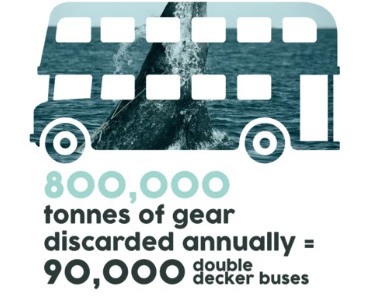 800,000
tonnes of gear
discarded annually =
90,000 double
decker buses